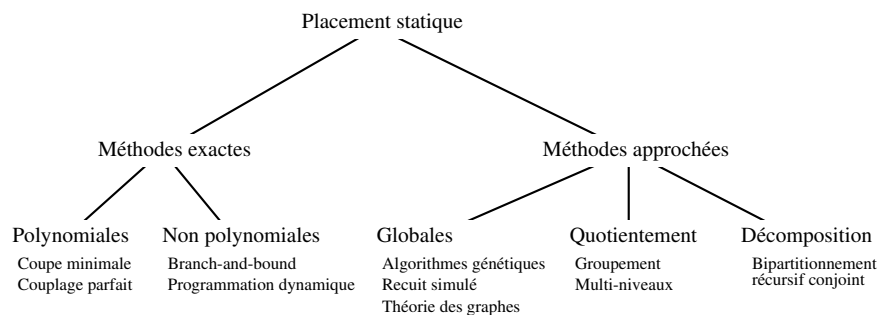 Placement statique
Méthodes exactes
Méthodes approchées
Polynomiales
Coupe minimale
Couplage parfait
Non polynomiales
Branch-and-bound
Programmation dynamique
Globales
Algorithmes génétiques
Recuit simulé
Théorie des graphes
Quotientement
Groupement
Multi-niveaux
Décomposition
Bipartitionnement
récursif conjoint